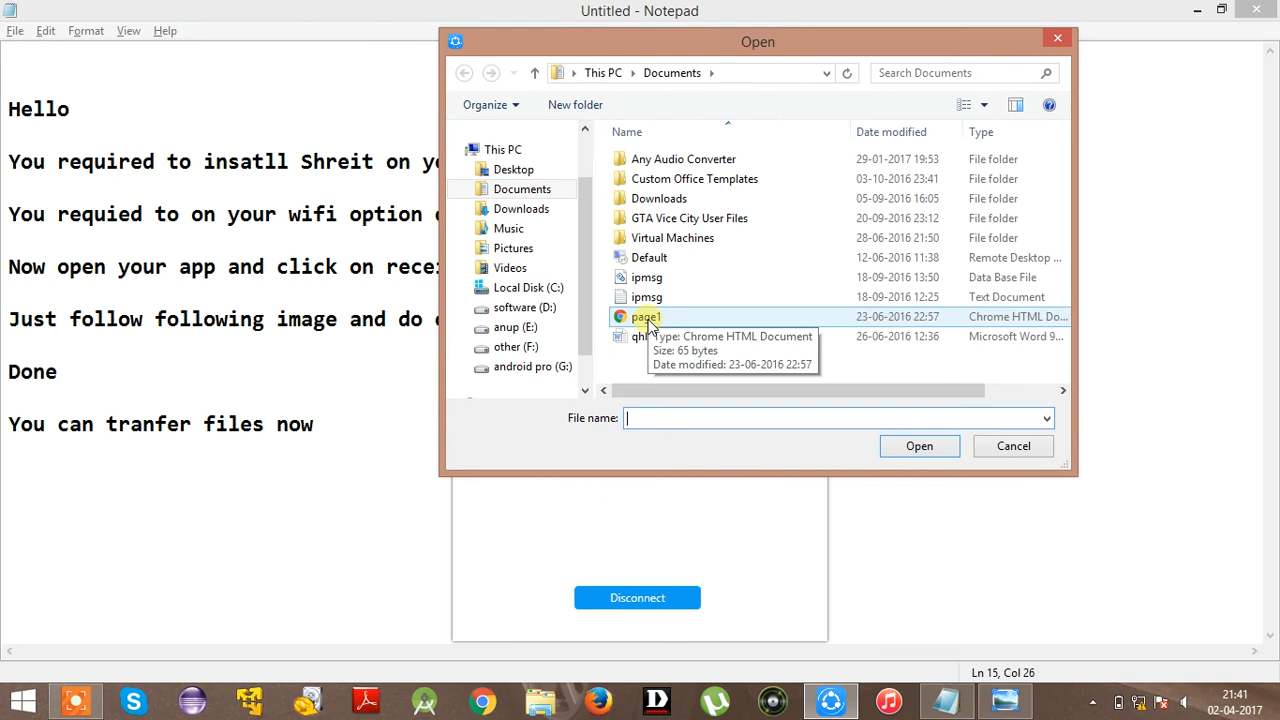 Untitled - Notepad
File Edit Format View Help
Hello
You required to insatll Shreit on
You requied to on your wifi option
Now open your app and click on
Just follow following image and do
Done
You can tranfer files now
Open
This PC Documents Search Documents
Organize New folder
This PC
Desktop
Documents
Downloads
Music
Pictures
Videos
Local Disk (C:)
software (D:)
anup (E:)
other (F:)
android pro (G:)
Name Date modified Type
Any Audio Converter 29-01-2017 19:53 File folder
Custom Office Templates 03-10-2016 23:41 File folder
Downloads 05-09-2016 16:05 File folder
GTA Vice City User Files 20-09-2016 23:12 File folder
Virtual Machines 28-06-2016 21:50 File folder
Default 12-06-2016 11:38 Remote Desktop ...
ipmsg 18-09-2016 13:50 Data Base File
ipmsg 18-09-2016 12:25 Text Document
page1 23-06-2016 22:57 Chrome HTML Do...
26-06-2016 12:36 Microsoft Word 9...
Type: Chrome HTML Document
Size: 65 bytes
Date modified: 23-06-2016 22:57
File name:
Open Cancel
Disconnect
Ln 15, Col 26
21:41
02-04-2017